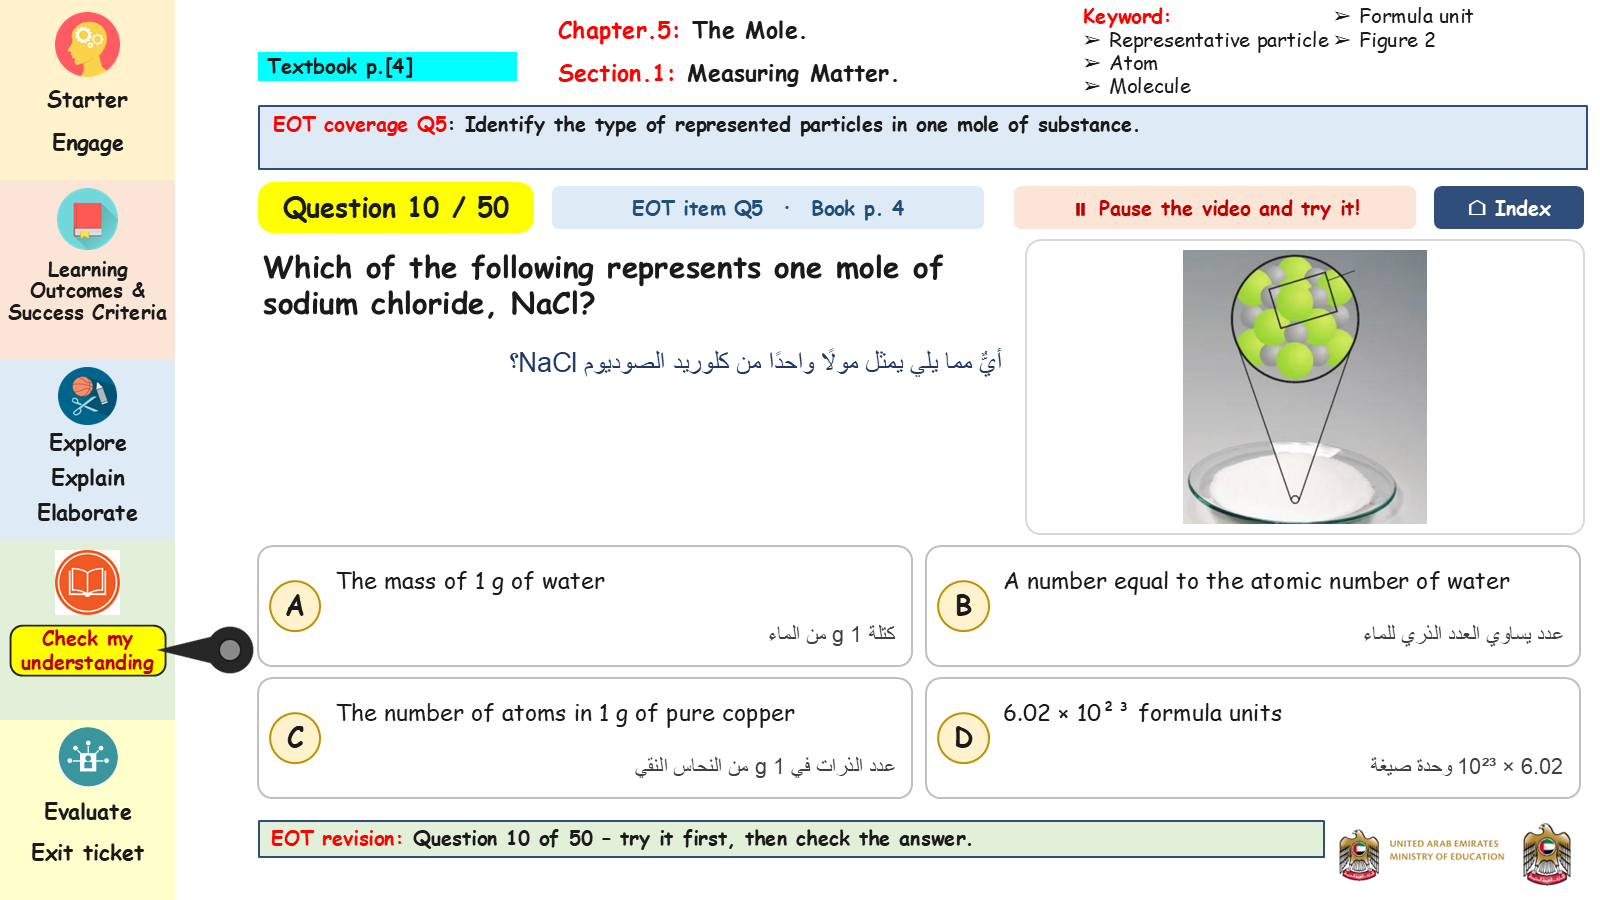 Starter
Engage
Learning
Outcomes &
Success Criteria
Explore
Explain
Elaborate
Check my
understanding
Evaluate
Exit ticket
Textbook p.[4]
Chapter.5: The Mole.
Section.1: Measuring Matter.
Keyword:
➢ Representative particle
➢ Atom
➢ Molecule
➢ Formula unit
➢ Figure 2
EOT coverage Q5: Identify the type of represented particles in one mole of substance.
Question 10 / 50
EOT item Q5 · Book p. 4
⏸ Pause the video and try it!
Index
Which of the following represents one mole of
sodium chloride, NaCl?
أيٌّ مما يلي يمثل مولًا واحدًا من كلوريد الصوديوم NaCl؟
A
The mass of 1 g of water
كتلة 1 g من الماء
B
A number equal to the atomic number of water
عدد يساوي العدد الذري للماء
C
The number of atoms in 1 g of pure copper
عدد الذرات في 1 g من النحاس النقي
D
6.02 × 10²³ formula units
6.02 × 10²³ وحدة صيغة
EOT revision: Question 10 of 50 – try it first, then check the answer.
UNITED ARAB EMIRATES
MINISTRY OF EDUCATION